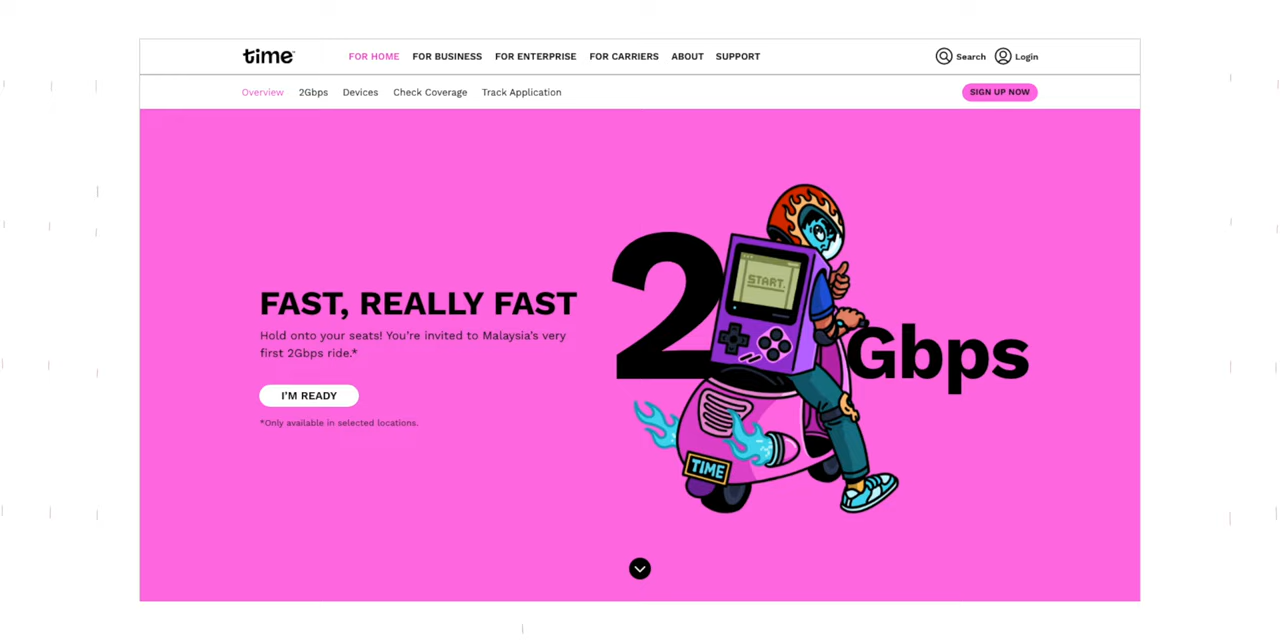 time
FOR HOME FOR BUSINESS FOR ENTERPRISE FOR CARRIERS ABOUT SUPPORT Search Login
Overview 2Gbps Devices Check Coverage Track Application SIGN UP NOW
FAST, REALLY FAST
Hold onto your seats! You're invited to Malaysia's very
first 2Gbps ride.*
I'M READY
*Only available in selected locations.
2
START.
Gbps
TIME